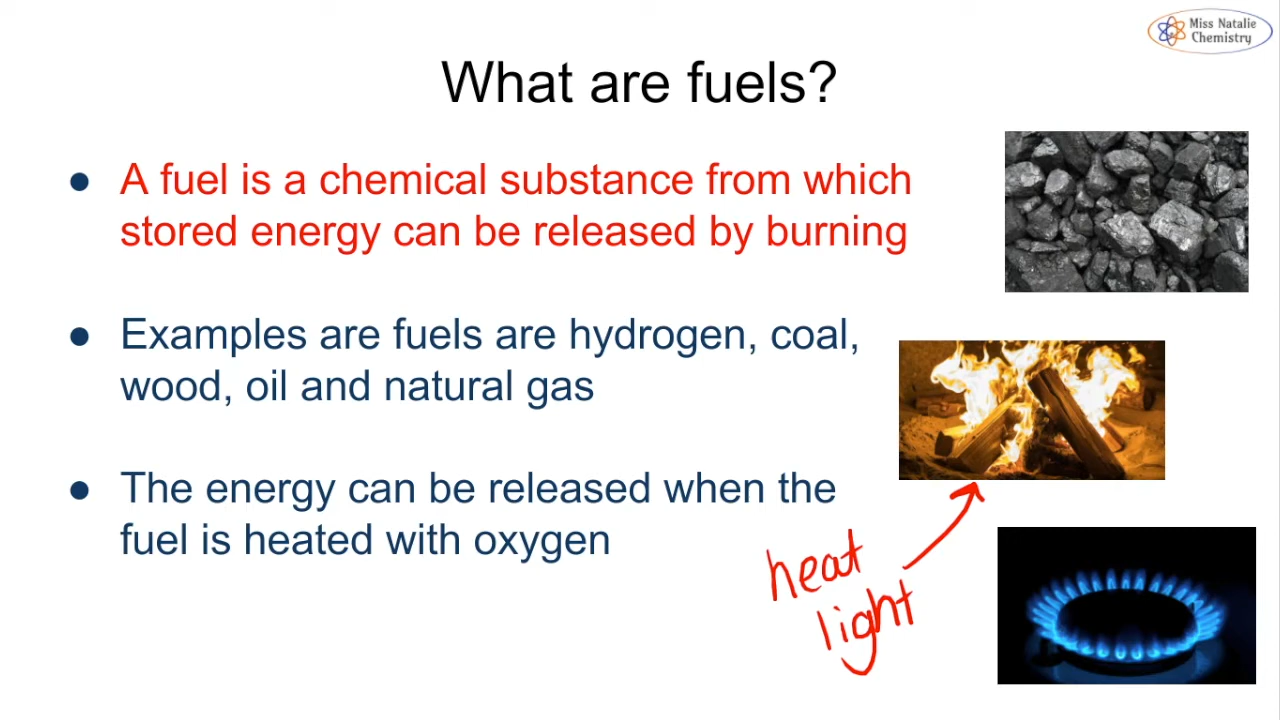 Miss Natalie
Chemistry
What are fuels?
● A fuel is a chemical substance from which
stored energy can be released by burning
● Examples are fuels are hydrogen, coal,
wood, oil and natural gas
● The energy can be released when the
fuel is heated with oxygen
heat
light